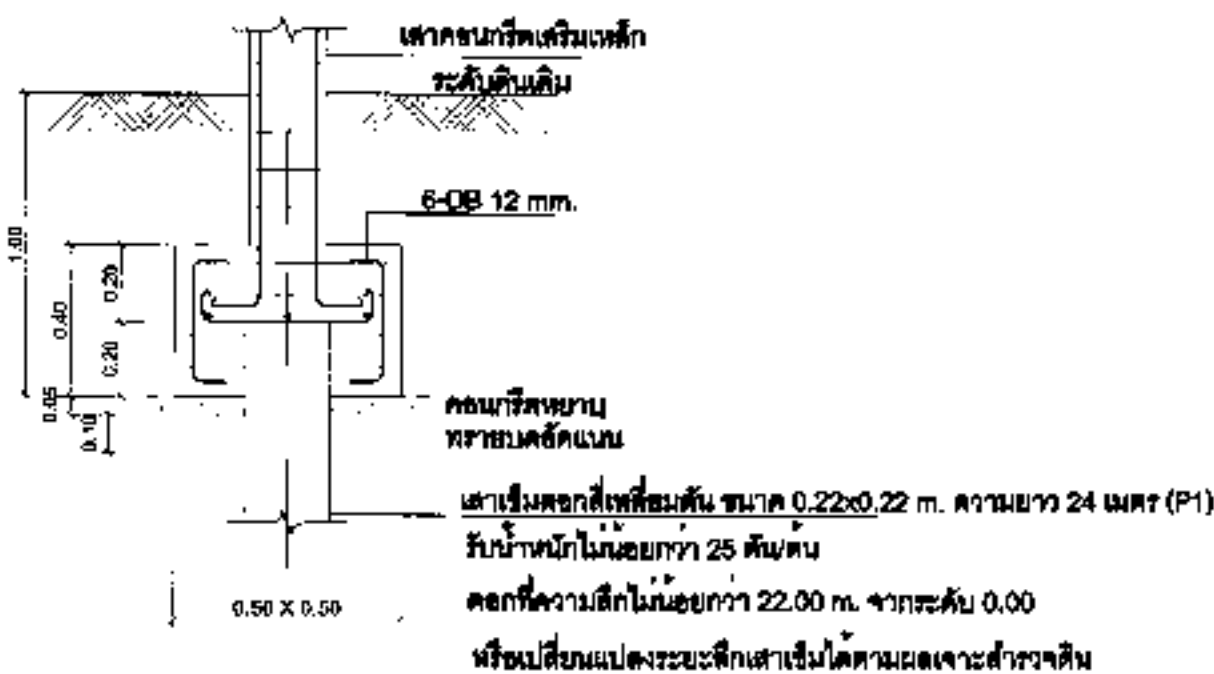 เสาคอนกรีตเสริมเหล็ก
ระดับดินเดิม
6-DB 12 mm.
1.00
0.40
0.20
0.20
0.05
0.10
คอนกรีตหยาบ
ทรายบดอัดแน่น
เสาเข็มตอกสี่เหลี่ยมตัน ขนาด 0.22x0.22 m. ความยาว 24 เมตร (P1)
รับน้ำหนักไม่น้อยกว่า 25 ตัน/ต้น
ตอกที่ความลึกไม่น้อยกว่า 22.00 m. จากระดับ 0.00
0.50 X 0.50
หรือเปลี่ยนแปลงระยะลึกเสาเข็มได้ตามผลเจาะสำรวจดิน